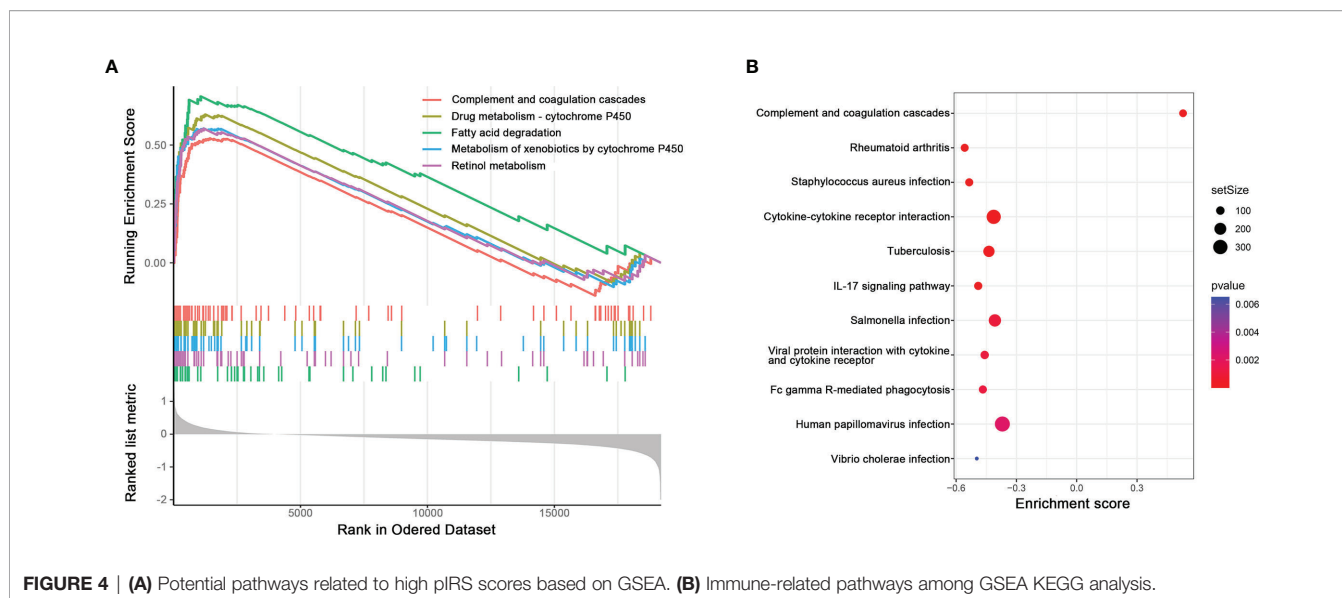 A
Running Enrichment Score
0.50
0.25
0.00
Complement and coagulation cascades
Drug metabolism - cytochrome P450
Fatty acid degradation
Metabolism of xenobiotics by cytochrome P450
Retinol metabolism
Ranked list metric
1
0
-1
-2
5000
10000
15000
Rank in Odered Dataset
B
Complement and coagulation cascades
Rheumatoid arthritis
Staphylococcus aureus infection
Cytokine-cytokine receptor interaction
Tuberculosis
IL-17 signaling pathway
Salmonella infection
Viral protein interaction with cytokine
and cytokine receptor
Fc gamma R-mediated phagocytosis
Human papillomavirus infection
Vibrio cholerae infection
-0.6
-0.3
0.0
0.3
Enrichment score
setSize
100
200
300
pvalue
0.006
0.004
0.002
FIGURE 4 | (A) Potential pathways related to high pIRS scores based on GSEA. (B) Immune-related pathways among GSEA KEGG analysis.